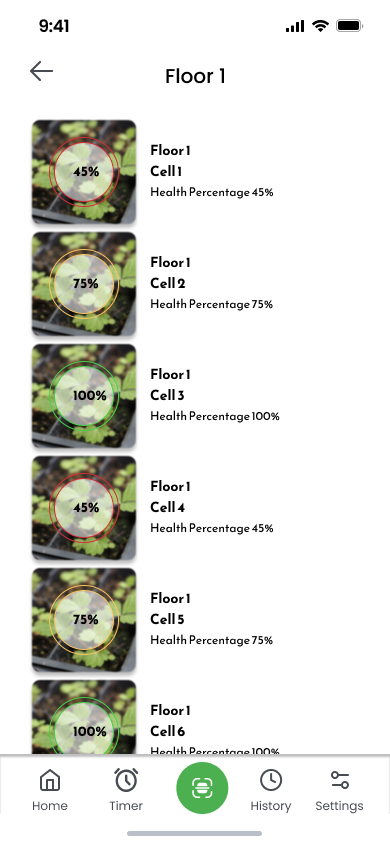 9:41
Floor 1
45%
Floor 1
Cell 1
Health Percentage 45%
75%
Floor 1
Cell 2
Health Percentage 75%
100%
Floor 1
Cell 3
Health Percentage 100%
45%
Floor 1
Cell 4
Health Percentage 45%
75%
Floor 1
Cell 5
Health Percentage 75%
100%
Floor 1
Cell 6
Health Percentage 100%
Home Timer History Settings